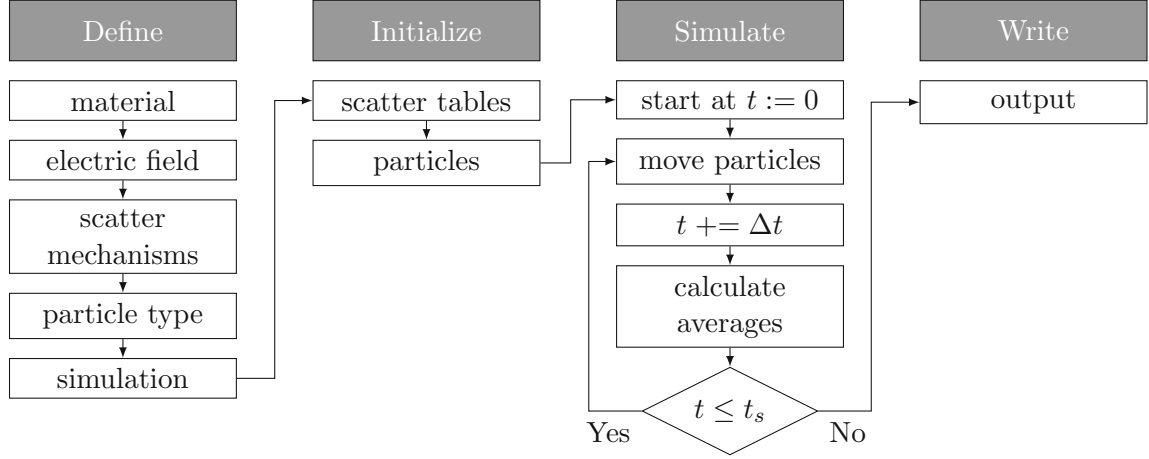 Define
material
electric field
scatter
mechanisms
particle type
simulation
Initialize
scatter tables
particles
Simulate
start at t := 0
move particles
t += Δt
calculate
averages
t ≤ tₛ
Yes
No
Write
output